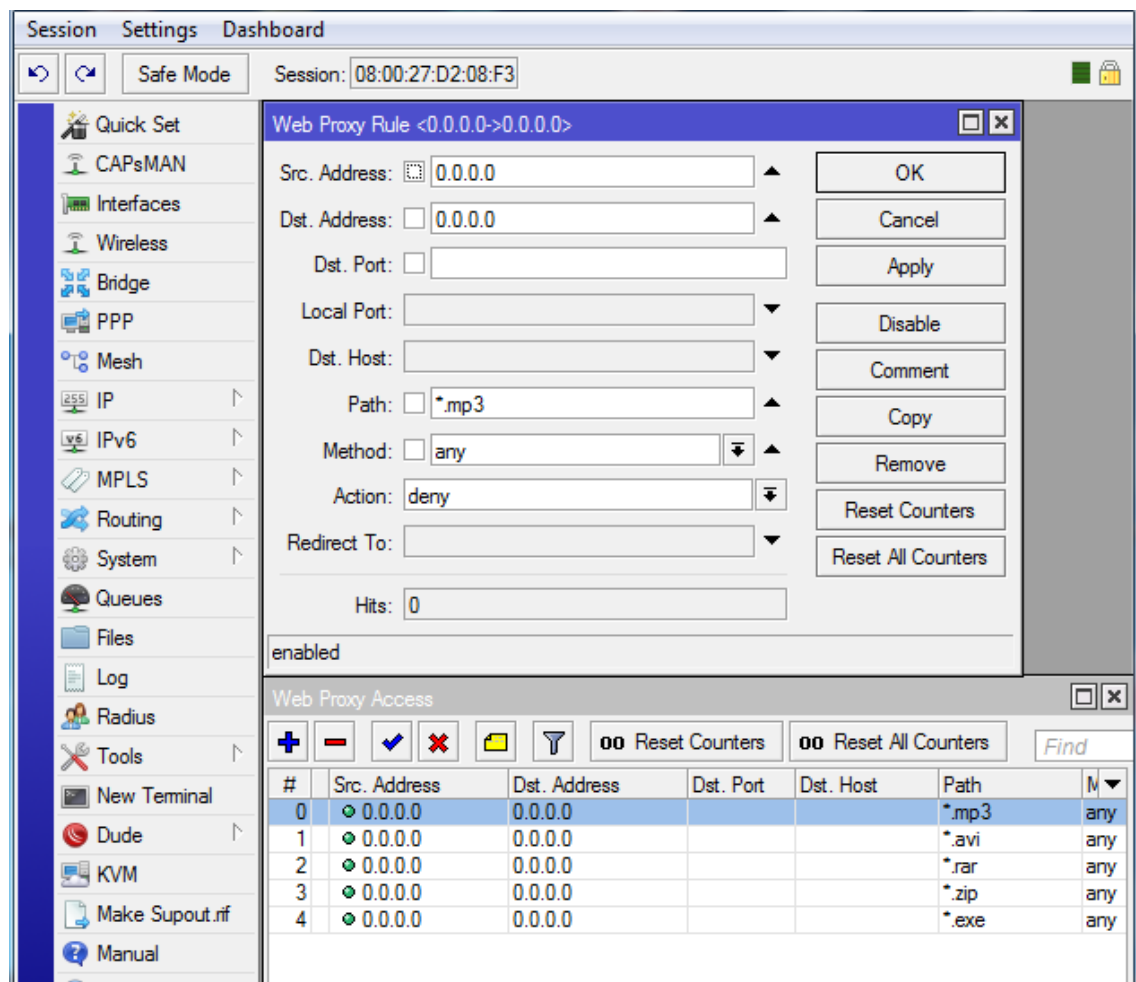 Session Settings Dashboard
Safe Mode Session: 08:00:27:D2:08:F3
Quick Set
CAPsMAN
Interfaces
Wireless
Bridge
PPP
Mesh
255 IP
v6 IPv6
MPLS
Routing
System
Queues
Files
Log
Radius
Tools
New Terminal
Dude
KVM
Make Supout.rif
Manual
Web Proxy Rule <0.0.0.0->0.0.0.0>
Src. Address: 0.0.0.0
Dst. Address: 0.0.0.0
Dst. Port:
Local Port:
Dst. Host:
Path: *.mp3
Method: any
Action: deny
Redirect To:
Hits: 0
enabled
OK
Cancel
Apply
Disable
Comment
Copy
Remove
Reset Counters
Reset All Counters
Web Proxy Access
00 Reset Counters 00 Reset All Counters Find
# Src. Address Dst. Address Dst. Port Dst. Host Path
0 0.0.0.0 0.0.0.0 *.mp3 any
1 0.0.0.0 0.0.0.0 *.avi any
2 0.0.0.0 0.0.0.0 *.rar any
3 0.0.0.0 0.0.0.0 *.zip any
4 0.0.0.0 0.0.0.0 *.exe any